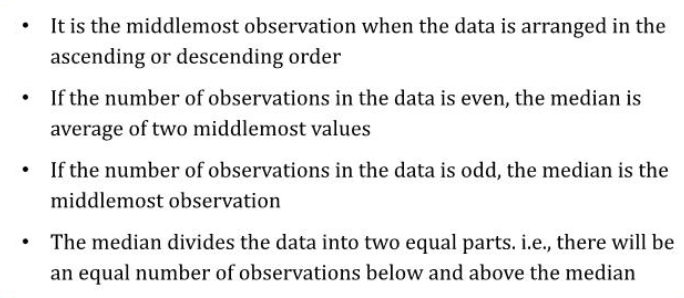 • It is the middlemost observation when the data is arranged in the
ascending or descending order
• If the number of observations in the data is even, the median is
average of two middlemost values
• If the number of observations in the data is odd, the median is the
middlemost observation
• The median divides the data into two equal parts. i.e., there will be
an equal number of observations below and above the median